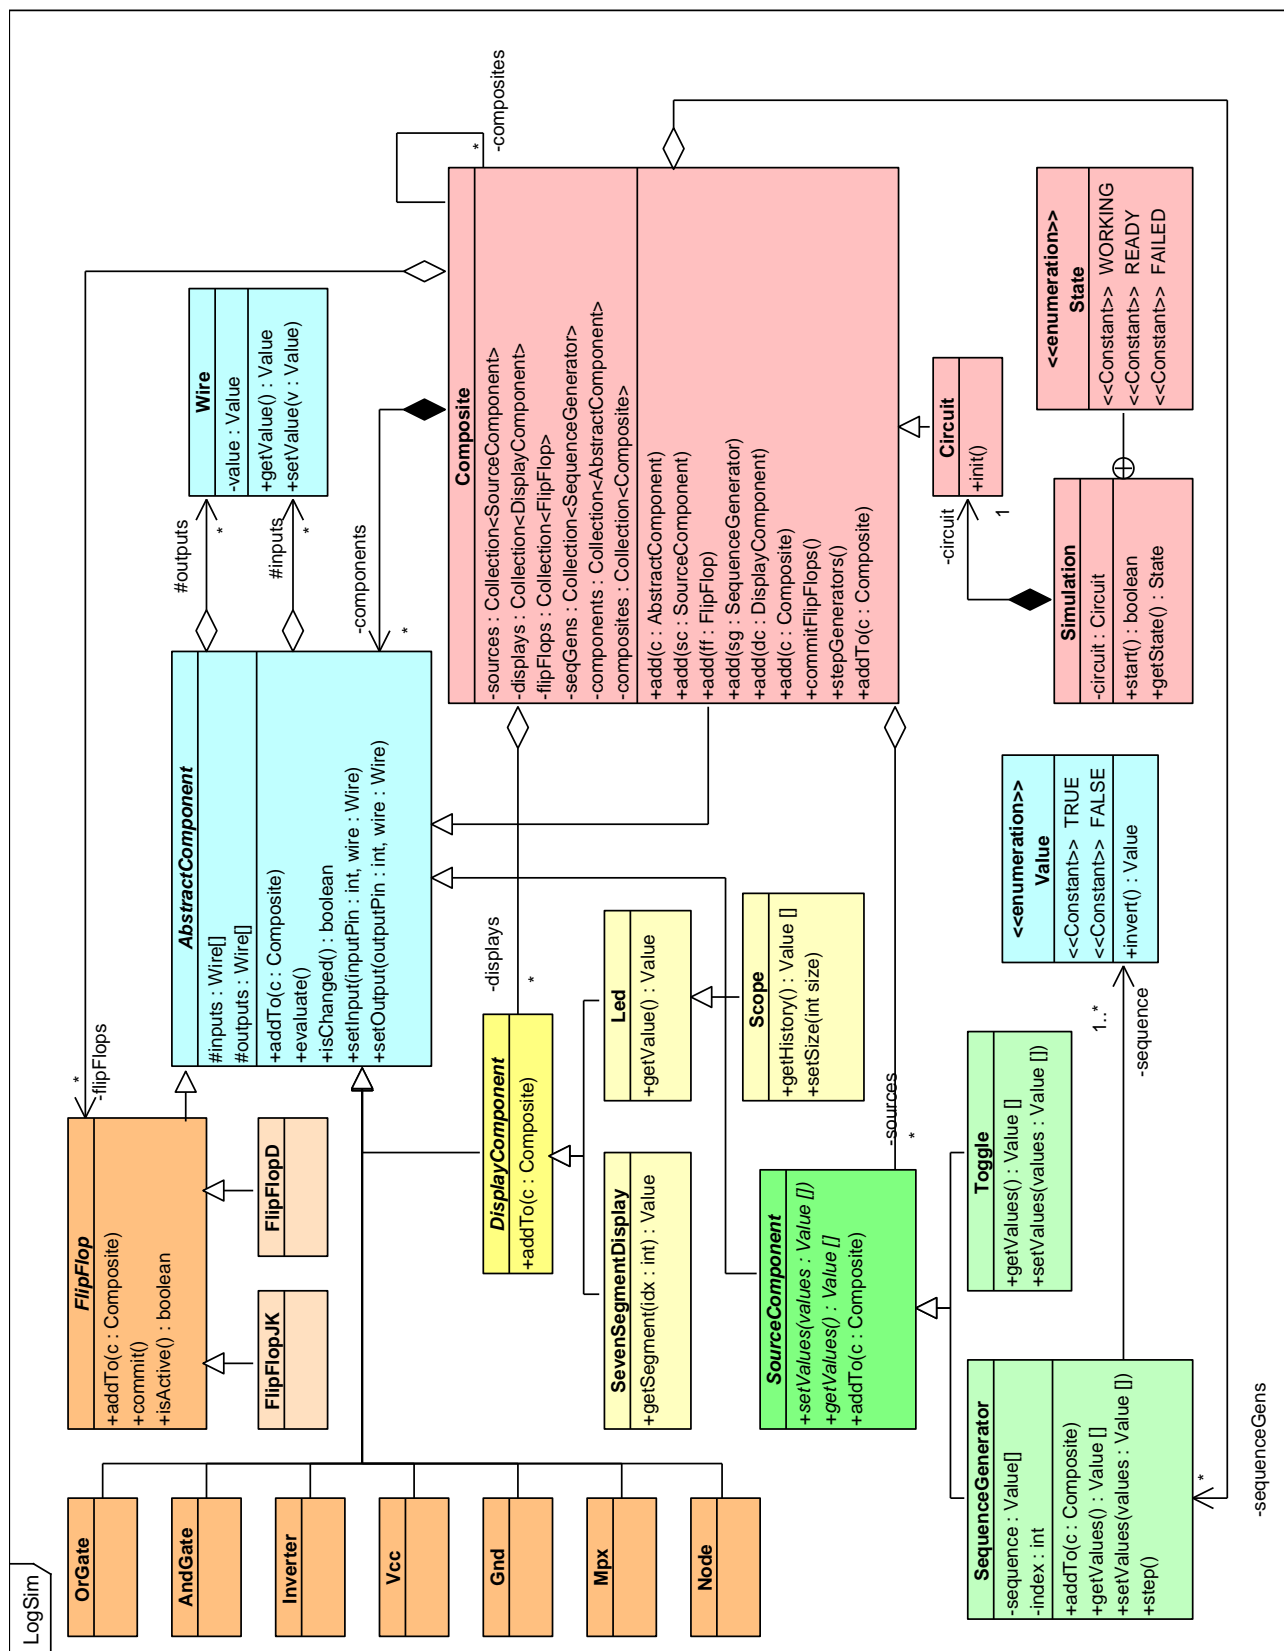 LogSim
OrGate
AndGate
Inverter
Vcc
Gnd
Mpx
Node
FlipFlop
+addTo(c : Composite)
+commit()
+isActive() : boolean
FlipFlopJK
FlipFlopD
*
-flipFlops
AbstractComponent
#inputs : Wire[]
#outputs : Wire[]
+addTo(c : Composite)
+evaluate()
+isChanged() : boolean
+setInput(inputPin : int, wire : Wire)
+setOutput(outputPin : int, wire : Wire)
#outputs
*
#inputs
*
Wire
-value : Value
+getValue() : Value
+setValue(v : Value)
-components
*
-composites
*
Composite
-sources : Collection<SourceComponent>
-displays : Collection<DisplayComponent>
-flipFlops : Collection<FlipFlop>
-seqGens : Collection<SequenceGenerator>
-components : Collection<AbstractComponent>
-composites : Collection<Composite>
+add(c : AbstractComponent)
+add(sc : SourceComponent)
+add(ff : FlipFlop)
+add(sg : SequenceGenerator)
+add(dc : DisplayComponent)
+add(c : Composite)
+commitFlipFlops()
+stepGenerators()
+addTo(c : Composite)
-displays
*
DisplayComponent
+addTo(c : Composite)
SevenSegmentDisplay
+getSegment(idx : int) : Value
Led
+getValue() : Value
Scope
+getHistory() : Value []
+setSize(int size)
-sources
*
SourceComponent
+setValues(values : Value [])
+getValues() : Value []
+addTo(c : Composite)
SequenceGenerator
-sequence : Value[]
-index : int
+addTo(c : Composite)
+getValues() : Value []
+setValues(values : Value [])
+step()
Toggle
+getValues() : Value []
+setValues(values : Value [])
1..*
-sequence
<<enumeration>>
Value
<<Constant>> TRUE
<<Constant>> FALSE
+invert() : Value
Circuit
+init()
-circuit
1
Simulation
-circuit : Circuit
+start() : boolean
+getState() : State
<<enumeration>>
State
<<Constant>> WORKING
<<Constant>> READY
<<Constant>> FAILED
*
-sequenceGens